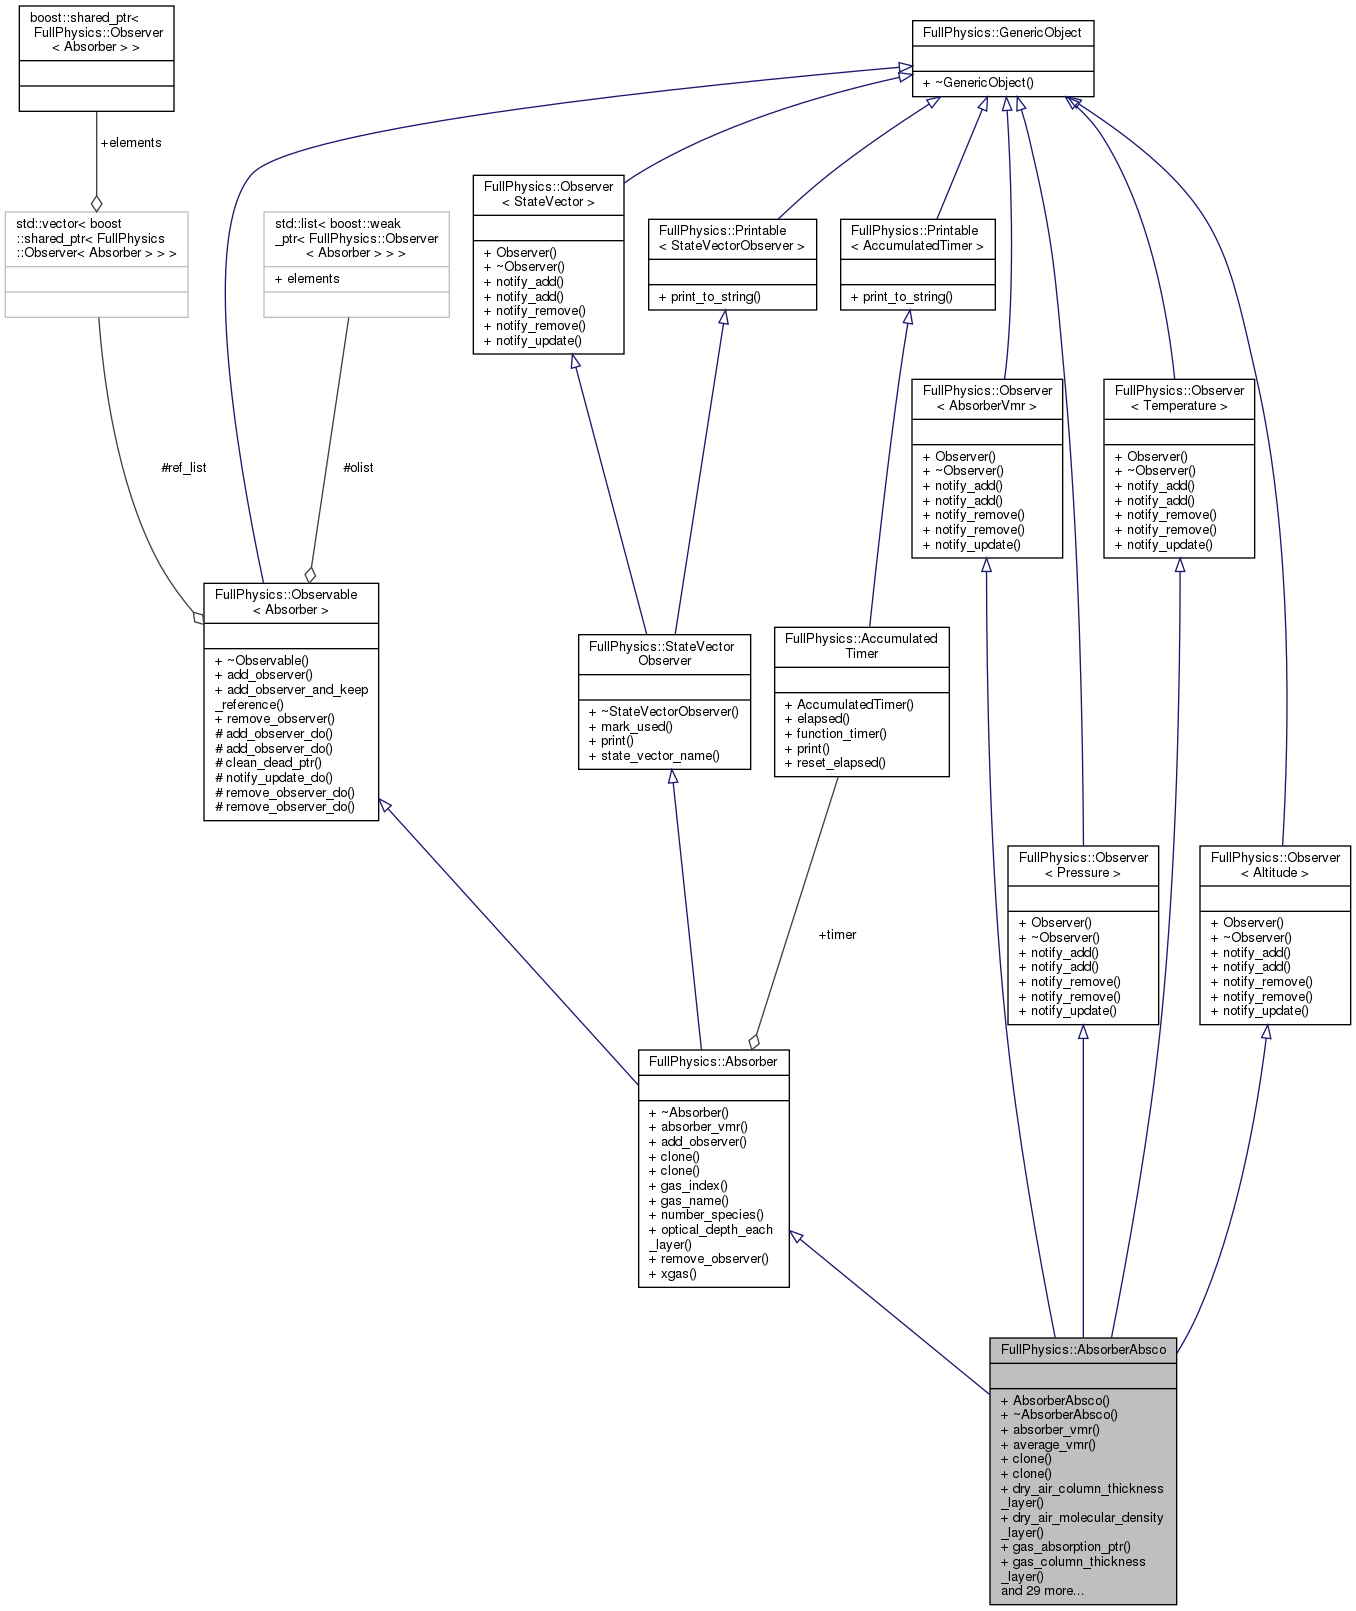 boost::shared_ptr<
FullPhysics::Observer
< Absorber > >
+elements
std::vector< boost
::shared_ptr< FullPhysics
::Observer< Absorber > > >
std::list< boost::weak
_ptr< FullPhysics::Observer
< Absorber > > >
+ elements
#ref_list
#olist
FullPhysics::GenericObject
+ ~GenericObject()
FullPhysics::Observer
< StateVector >
+ Observer()
+ ~Observer()
+ notify_add()
+ notify_add()
+ notify_remove()
+ notify_remove()
+ notify_update()
FullPhysics::Printable
< StateVectorObserver >
+ print_to_string()
FullPhysics::Printable
< AccumulatedTimer >
+ print_to_string()
FullPhysics::Observer
< AbsorberVmr >
+ Observer()
+ ~Observer()
+ notify_add()
+ notify_add()
+ notify_remove()
+ notify_remove()
+ notify_update()
FullPhysics::Observer
< Temperature >
+ Observer()
+ ~Observer()
+ notify_add()
+ notify_add()
+ notify_remove()
+ notify_remove()
+ notify_update()
FullPhysics::Observable
< Absorber >
+ ~Observable()
+ add_observer()
+ add_observer_and_keep
_reference()
+ remove_observer()
# add_observer_do()
# add_observer_do()
# clean_dead_ptr()
# notify_update_do()
# remove_observer_do()
# remove_observer_do()
FullPhysics::StateVector
Observer
+ ~StateVectorObserver()
+ mark_used()
+ print()
+ state_vector_name()
FullPhysics::Accumulated
Timer
+ AccumulatedTimer()
+ elapsed()
+ function_timer()
+ print()
+ reset_elapsed()
+timer
FullPhysics::Observer
< Pressure >
+ Observer()
+ ~Observer()
+ notify_add()
+ notify_add()
+ notify_remove()
+ notify_remove()
+ notify_update()
FullPhysics::Observer
< Altitude >
+ Observer()
+ ~Observer()
+ notify_add()
+ notify_add()
+ notify_remove()
+ notify_remove()
+ notify_update()
FullPhysics::Absorber
+ ~Absorber()
+ absorber_vmr()
+ add_observer()
+ clone()
+ clone()
+ gas_index()
+ gas_name()
+ number_species()
+ optical_depth_each
_layer()
+ remove_observer()
+ xgas()
FullPhysics::AbsorberAbsco
+ AbsorberAbsco()
+ ~AbsorberAbsco()
+ absorber_vmr()
+ average_vmr()
+ clone()
+ clone()
+ dry_air_column_thickness
_layer()
+ dry_air_molecular_density
_layer()
+ gas_absorption_ptr()
+ gas_column_thickness
_layer()
and 29 more...